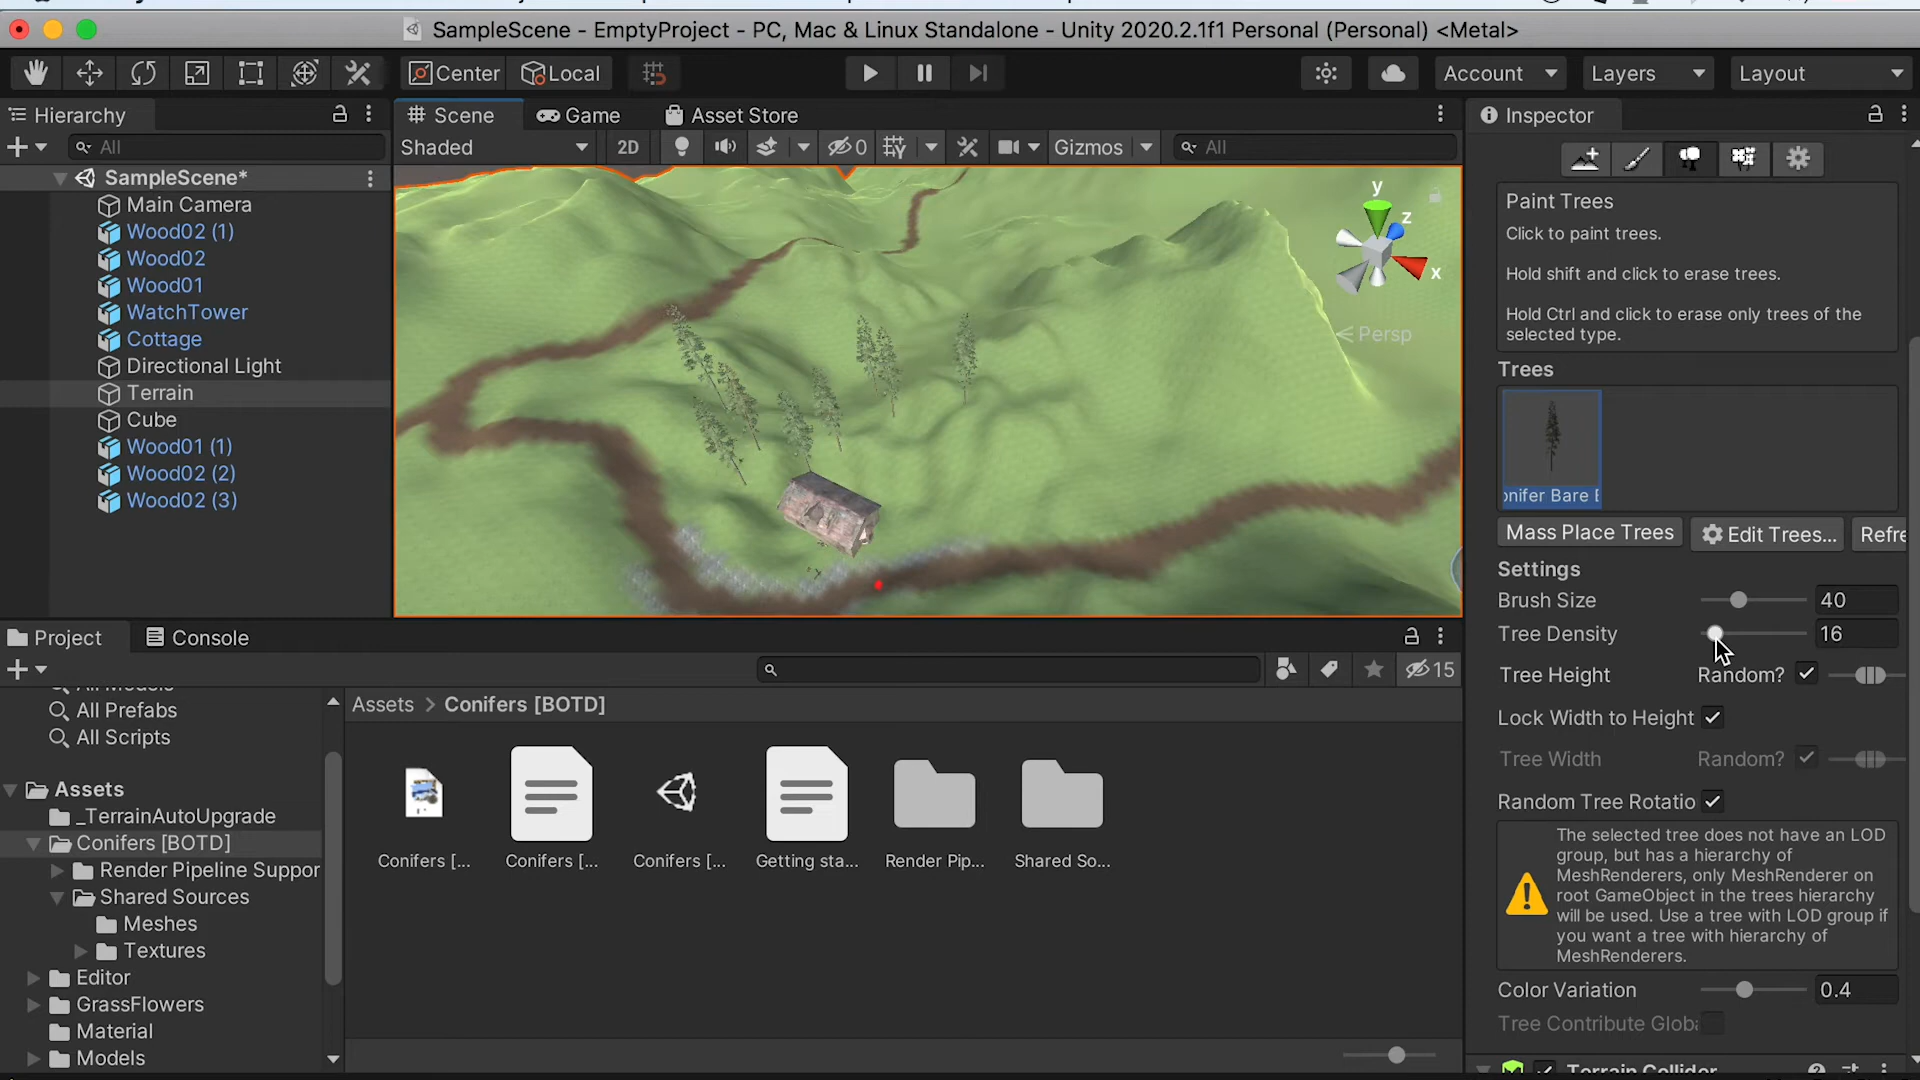 SampleScene - EmptyProject - PC, Mac & Linux Standalone - Unity 2020.2.1f1 Personal (Personal) <Metal>
Center
Local
Account
Layers
Layout
Hierarchy
Scene
Game
Asset Store
Inspector
All
Shaded
2D
0
Gizmos
All
SampleScene*
Main Camera
Wood02 (1)
Wood02
Wood01
WatchTower
Cottage
Directional Light
Terrain
Cube
Wood01 (1)
Wood02 (2)
Wood02 (3)
y
z
x
Persp
Paint Trees
Click to paint trees.
Hold shift and click to erase trees.
Hold Ctrl and click to erase only trees of the
selected type.
Trees
onifer Bare
Mass Place Trees
Edit Trees...
Refre
Settings
Brush Size
40
Tree Density
16
Tree Height
Random?
Lock Width to Height
Tree Width
Random?
Random Tree Rotatio
The selected tree does not have an LOD
group, but has a hierarchy of
MeshRenderers, only MeshRenderer on
root GameObject in the trees hierarchy
will be used. Use a tree with LOD group if
you want a tree with hierarchy of
MeshRenderers.
Color Variation
0.4
Tree Contribute Globa
Terrain Collider
Project
Console
15
All Models
All Prefabs
All Scripts
Assets
_TerrainAutoUpgrade
Conifers [BOTD]
Render Pipeline Suppor
Shared Sources
Meshes
Textures
Editor
GrassFlowers
Material
Models
Assets > Conifers [BOTD]
Conifers [...
Conifers [...
Conifers [...
Getting sta...
Render Pip...
Shared So...